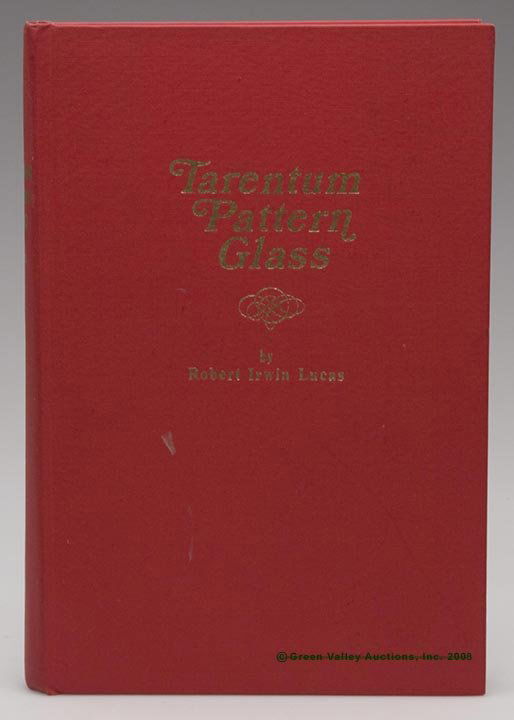 Tarentum
Pattern
Glass
by
Robert Irwin Lucas
© Green Valley Auctions, Inc. 2008